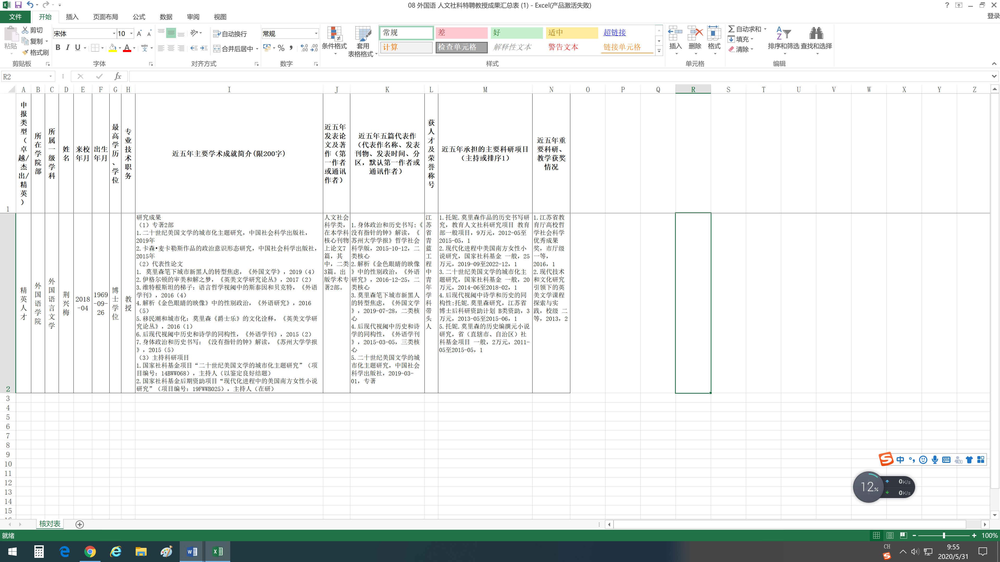 08 外国语 人文社科特聘教授成果汇总表 (1) - Excel(产品激活失败)
文件 开始 插入 页面布局 公式 数据 审阅 视图 登录
粘贴 剪切 复制 格式刷
剪贴板
宋体 10
B I U A wén 文
字体
自动换行
合并后居中
对齐方式
常规
数字
条件格式 套用
表格格式
常规 差 好 适中 超链接
计算 检查单元格 解释性文本 警告文本 链接单元格
样式
插入 删除 格式
单元格
自动求和
填充
清除
排序和筛选 查找和选择
编辑
R2 fx
A B C D E F G H I J K L M N O P Q R S T U V W X Y Z
1
申报类型（卓越/杰出/精英）
所在学院部
所属一级学科
姓名
来校年月
出生年月
最高学历、学位
专业技术职务
近五年主要学术成就简介(限200字)
近五年
发表论
文及著
作（第
一作者
或通讯
作者）
近五年五篇代表作
（代表作名称、发表
刊物、发表时间、分
区，默认第一作者或
通讯作者）
获人才及荣誉称号
近五年承担的主要科研项目
（主持或排序1）
近五年重
要科研、
教学获奖
情况
2
精英人才
外国语学院
外国语言文学
荆兴梅
2018
-04
1969
-09-
26
博士学位
教授
研究成果
（1）专著2部
1.二十世纪美国文学的城市化主题研究，中国社会科学出版社，
2019年
2.卡森•麦卡勒斯作品的政治意识形态研究，中国社会科学出版社，
2015年
（2）代表性论文
1. 莫里森笔下城市新黑人的转型焦虑，《外国文学》，2019（4）
2.伊格尔顿的审美和解之梦，《英美文学研究论丛》，2017（2）
3.维特根斯坦的梯子：语言哲学视阈中的斯泰因和贝克特，《外语
学刊》，2016（4）
4.解析《金色眼睛的映像》中的性别政治，《外语研究》，2016
（5）
5.移民潮和城市化：莫里森《爵士乐》的文化诠释，《英美文学研
究论丛》，2016（1）
6.后现代视阈中历史和诗学的同构性，《外语学刊》，2015（2）
7.身体政治和历史书写：《没有指针的钟》解读，《苏州大学学报
》，2015（5）
（3）主持科研项目
1.国家社科基金项目“二十世纪美国文学的城市化主题研究”（项
目编号：14BWW068），主持人（以鉴定良好结题）
2.国家社科基金后期资助项目“现代化进程中的美国南方女性小说
研究”（项目编号：19FWWB025），主持人（在研）
人文社会
科学类，
在本学科
核心刊物
上论文7
篇，其
中，二类
3篇。出
版学术专
著2部。
1.身体政治和历史书写:《
没有指针的钟》解读，《
苏州大学学报》哲学社会
科学版，2015-10-12，二
类核心
2.解析《金色眼睛的映像
》中的性别政治，《外语
研究》，2016-12-25，二
类核心
3.莫里森笔下城市新黑人
的转型焦虑，《外国文学
》，2019-07-28，二类核
心
4.后现代视阈中历史和诗
学的同构性，《外语学刊
》，2015-03-05，三类核
心
5.二十世纪美国文学的城
市化主题研究，中国社会
科学出版社，2019-03-
01，专著
江苏省青蓝工程中青年学科带头人
1.托妮.莫里森作品的历史书写研
究，教育人文社科研究项目 教育
部一般项目，9万元，2012-05至
2015-05，1
2.现代化进程中美国南方女性小
说研究，国家社科基金 一般，25
万元，2019-09至2022-12，1
3.二十世纪美国文学的城市化主
题研究，国家社科基金 一般，20
万元，2014-06至2018-02，1
4.后现代视阈中诗学和历史的同
构性:托妮.莫里森研究，江苏省
博士后科研资助计划 B类资助，3
万元，2013-05至2015-06，1
5.托妮.莫里森的历史编撰元小说
研究，省（直辖市、自治区）社
科基金项目 一般，2万元，2011-
05至2015-05，1
1.江苏省教
育厅高校哲
学社会科学
优秀成果
奖，市厅级
一等，
2016，1
2.现代技术
和文化研究
引领下的英
美文学课程
探索与实
践，校级 二
等，2013，2
3
4
5
6
7
8
9
10
11
12
13
14
15
16
中
12% 0K/s
0K/s
核对表
就绪 100%
CH
9:55
2020/5/31